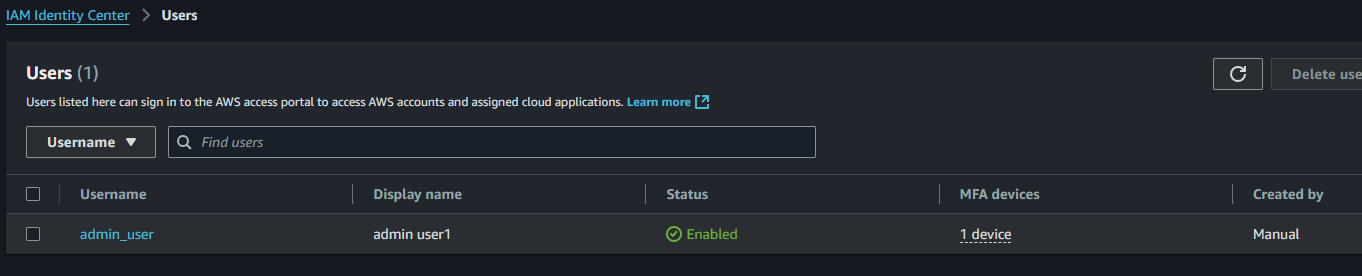 IAM Identity Center > Users
Users (1)
Delete use
Users listed here can sign in to the AWS access portal to access AWS accounts and assigned cloud applications. Learn more
Username
Find users
Username Display name Status MFA devices Created by
admin_user admin user1 Enabled 1 device Manual